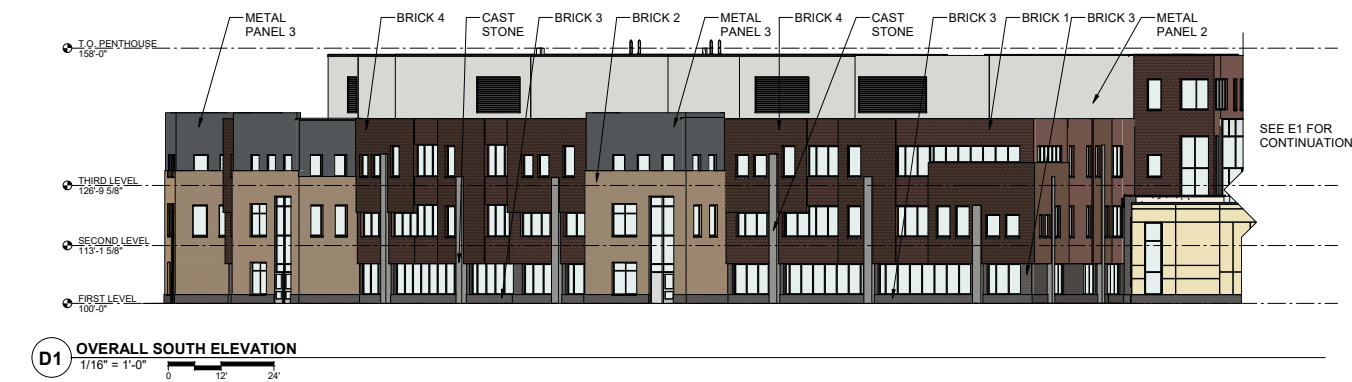 METAL
PANEL 3
BRICK 4
CAST
STONE
BRICK 3
BRICK 2
METAL
PANEL 3
BRICK 4
CAST
STONE
BRICK 3
BRICK 1
BRICK 3
METAL
PANEL 2
T.O. PENTHOUSE
158'-0"
SEE E1 FOR
CONTINUATION
THIRD LEVEL
126'-9 5/8"
SECOND LEVEL
113'-1 5/8"
FIRST LEVEL
100'-0"
D1 OVERALL SOUTH ELEVATION
1/16" = 1'-0"
0 12' 24'